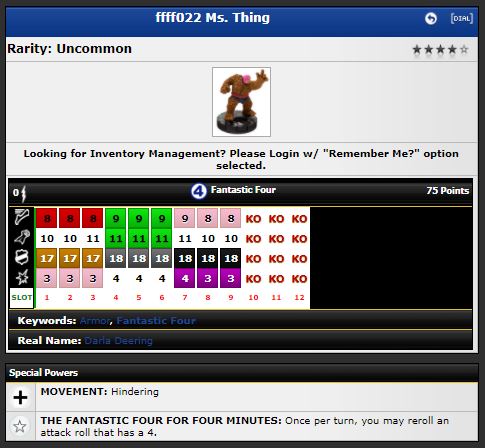 ffff022 Ms. Thing
[DIAL]
Rarity: Uncommon
Looking for Inventory Management? Please Login w/ "Remember Me?" option
selected.
0
4 Fantastic Four
75 Points
8 8 8 9 9 9 9 8 8 KO KO KO
10 10 10 11 11 11 11 10 10 KO KO KO
17 17 17 18 18 18 18 18 18 KO KO KO
3 3 3 4 4 4 4 3 3 KO KO KO
SLOT 1 2 3 4 5 6 7 8 9 10 11 12
Keywords: Armor, Fantastic Four
Real Name: Darla Deering
Special Powers
MOVEMENT: Hindering
THE FANTASTIC FOUR FOR FOUR MINUTES: Once per turn, you may reroll an
attack roll that has a 4.